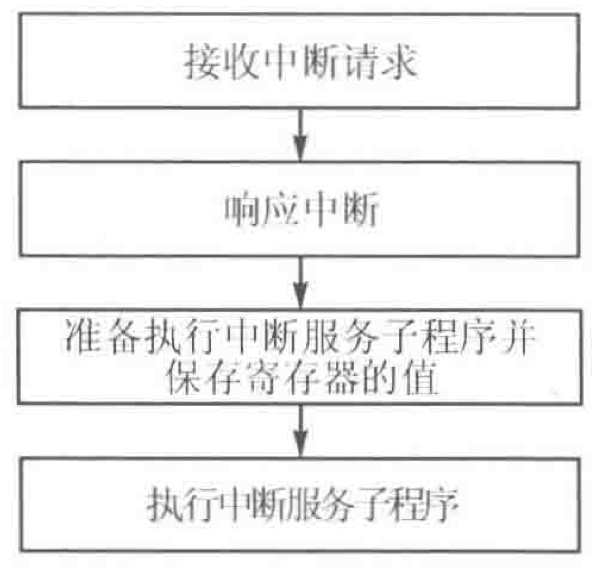 接收中断请求
响应中断
准备执行中断服务子程序并
保存寄存器的值
执行中断服务子程序